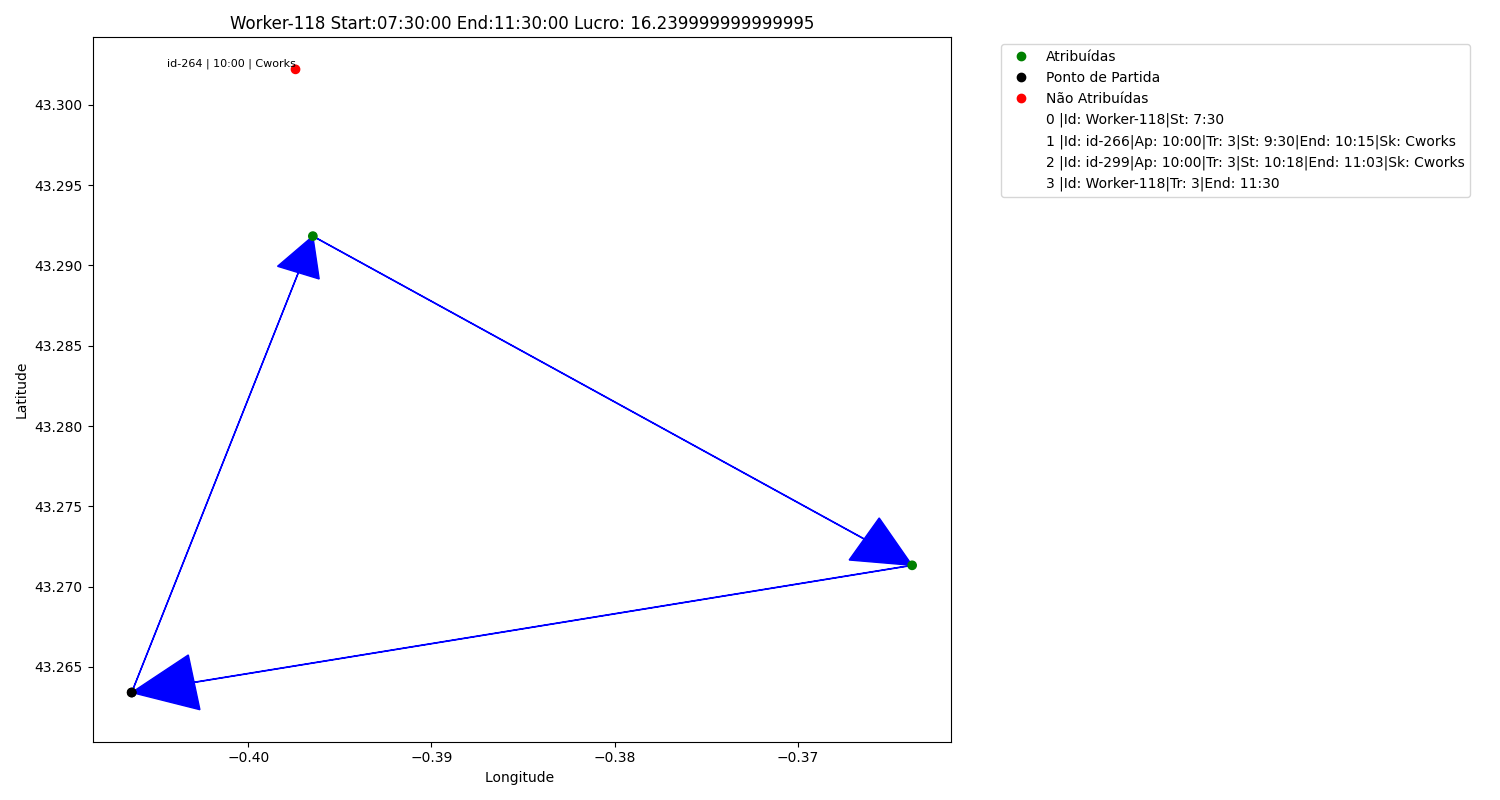 Worker-118 Start:07:30:00 End:11:30:00 Lucro: 16.239999999999995
id-264 | 10:00 | Cworks
Atribuídas
Ponto de Partida
Não Atribuídas
0 |Id: Worker-118|St: 7:30
1 |Id: id-266|Ap: 10:00|Tr: 3|St: 9:30|End: 10:15|Sk: Cworks
2 |Id: id-299|Ap: 10:00|Tr: 3|St: 10:18|End: 11:03|Sk: Cworks
3 |Id: Worker-118|Tr: 3|End: 11:30
43.300
43.295
43.290
43.285
43.280
43.275
43.270
43.265
Latitude
−0.40
−0.39
−0.38
−0.37
Longitude